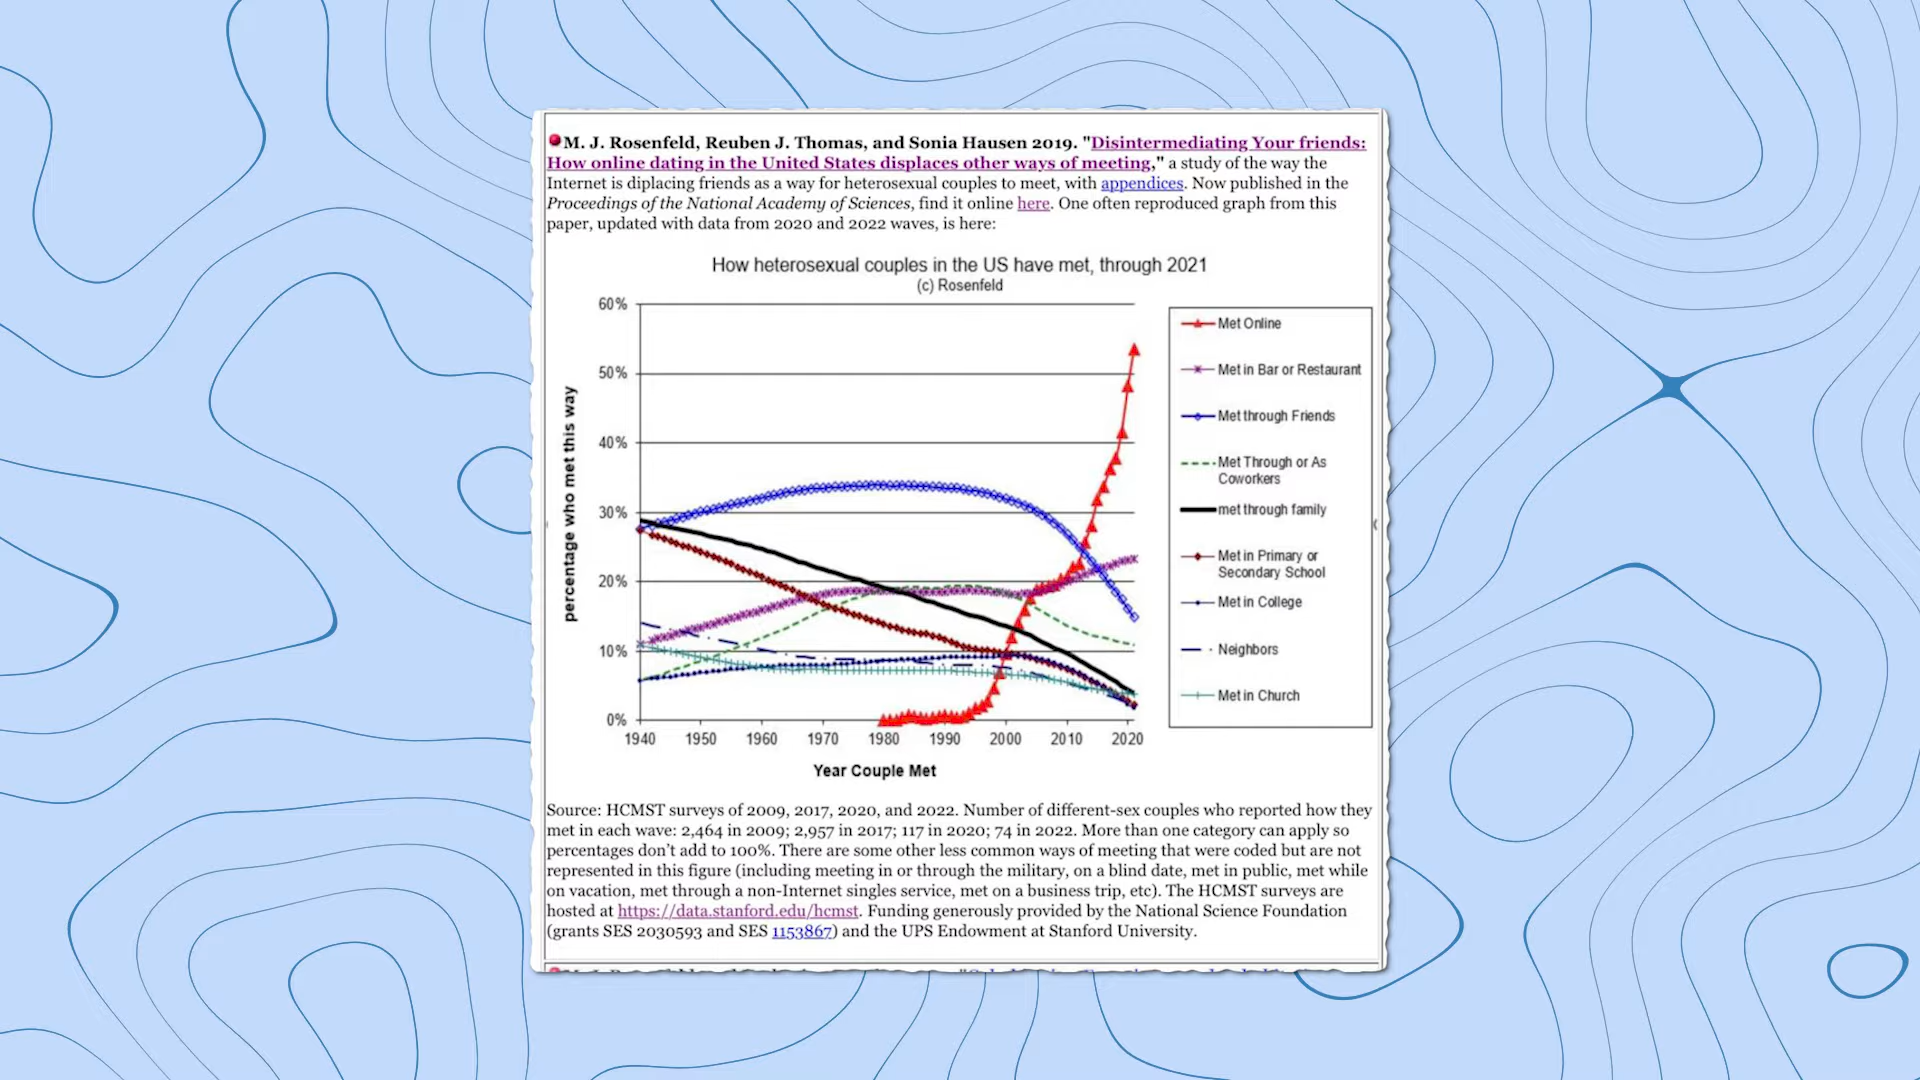 M. J. Rosenfeld, Reuben J. Thomas, and Sonia Hausen 2019. "Disintermediating Your friends:
How online dating in the United States displaces other ways of meeting," a study of the way the
Internet is diplacing friends as a way for heterosexual couples to meet, with appendices. Now published in the
Proceedings of the National Academy of Sciences, find it online here. One often reproduced graph from this
paper, updated with data from 2020 and 2022 waves, is here:
How heterosexual couples in the US have met, through 2021
(c) Rosenfeld
percentage who met this way
60%
50%
40%
30%
20%
10%
0%
1940 1950 1960 1970 1980 1990 2000 2010 2020
Year Couple Met
Met Online
Met in Bar or Restaurant
Met through Friends
Met Through or As
Coworkers
met through family
Met in Primary or
Secondary School
Met in College
Neighbors
Met in Church
Source: HCMST surveys of 2009, 2017, 2020, and 2022. Number of different-sex couples who reported how they
met in each wave: 2,464 in 2009; 2,957 in 2017; 117 in 2020; 74 in 2022. More than one category can apply so
percentages don't add to 100%. There are some other less common ways of meeting that were coded but are not
represented in this figure (including meeting in or through the military, on a blind date, met in public, met while
on vacation, met through a non-Internet singles service, met on a business trip, etc). The HCMST surveys are
hosted at https://data.stanford.edu/hcmst. Funding generously provided by the National Science Foundation
(grants SES 2030593 and SES 1153867) and the UPS Endowment at Stanford University.